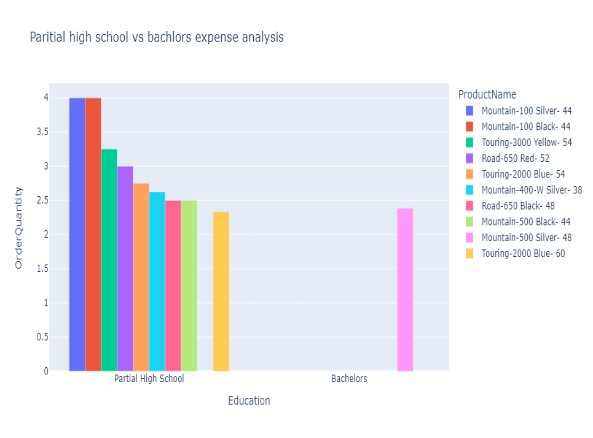 Paritial high school vs bachlors expense analysis
ProductName
Mountain-100 Silver- 44
Mountain-100 Black- 44
Touring-3000 Yellow- 54
Road-650 Red- 52
Touring-2000 Blue- 54
Mountain-400-W Silver- 38
Road-650 Black- 48
Mountain-500 Black- 44
Mountain-500 Silver- 48
Touring-2000 Blue- 60
OrderQuantity
4
3.5
3
2.5
2
1.5
1
0.5
0
Partial High School
Bachelors
Education